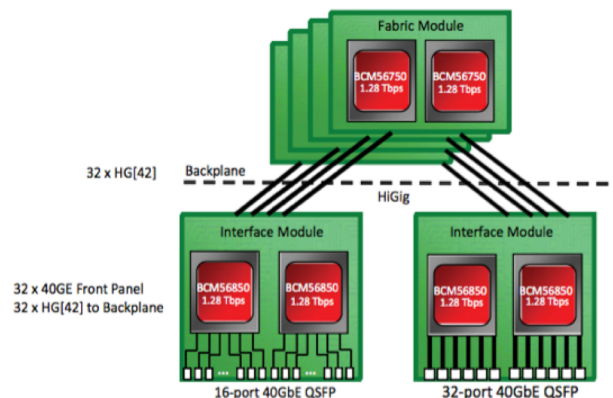 Fabric Module
BCM56750
1.28 Tbps
BCM56750
1.28 Tbps
32 x HG[42]
Backplane
HiGig
Interface Module
Interface Module
32 x 40GE Front Panel
32 x HG[42] to Backplane
BCM56850
1.28 Tbps
BCM56850
1.28 Tbps
BCM56850
1.28 Tbps
BCM56850
1.28 Tbps
...
...
16-port 40GbE QSFP
32-port 40GbE QSFP